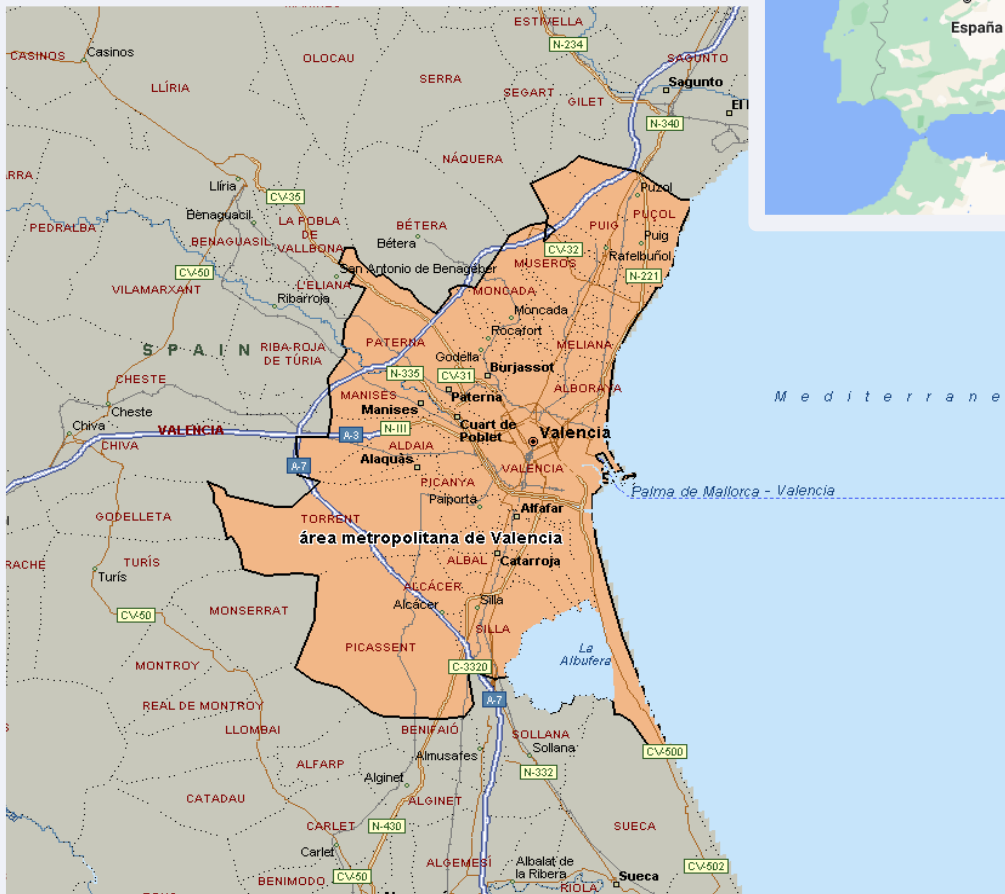 ESTIVELLA
España
N-234
CASINOS
Casinos
OLOCAU
SAGUNTO
SERRA
Sagunto
LLÍRIA
SEGART
GILET
N-340
NÁQUERA
Llíria
Puzol
CV-35
Benaguacil
LA POBLA
DE
VALLBONA
PUÇOL
PEDRALBA
BÉTERA
PUIG
BENAGUASIL
Bétera
Puig
CV-32
Rafelbuñol
CV-50
San Antonio de Benagéber
MUSEROS
N-221
VILAMARXANT
L'ELIANA
MONCADA
Ribarroja
Moncada
Rocafort
SPAIN
RIBA-ROJA
DE TÚRIA
PATERNA
MELIANA
Godella
Burjassot
CHESTE
N-335
CV-31
ALBORAYA
MANISES
Paterna
Mediterrane
Cheste
Manises
Cuart de
Poblet
Chiva
VALENCIA
A-3
N-III
Valencia
CHIVA
ALDAIA
Alaquàs
A-7
VALENCIA
PICANYA
Palma de Mallorca - Valencia
Paiporta
GODELLETA
TORRENT
Alfafar
área metropolitana de Valencia
TURÍS
ALBAL
Catarroja
RACHE
Turís
ALCÁCER
MONSERRAT
Alcácer
Silla
CV-50
SILLA
PICASSENT
La
Albufera
MONTROY
C-3320
REAL DE MONTROY
A-7
LLOMBAI
BENIFAIÓ
SOLLANA
Almusafes
Sollana
CV-500
ALFARP
Alginet
N-332
CATADAU
ALGINET
CARLET
N-430
SUECA
Carlet
ALGEMESÍ
Albalat de
la Ribera
CV-502
BENIMODO
CV-50
Sueca
RIOLA